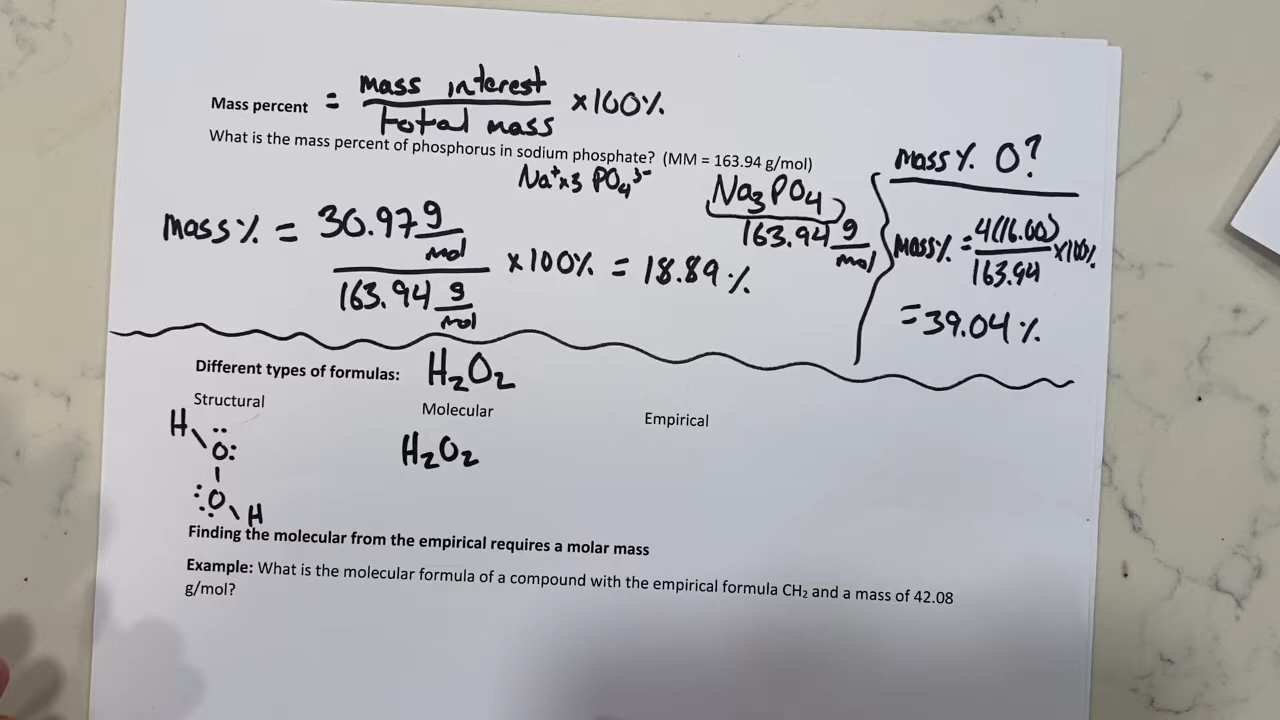 Mass percent = mass interest / total mass ×100%
What is the mass percent of phosphorus in sodium phosphate? (MM = 163.94 g/mol)
Na⁺×3 PO₄³⁻
Na₃PO₄
163.94 g/mol
mass % = 30.97 g/mol / 163.94 g/mol ×100% = 18.89 %
mass %. O?
mass% = 4(16.00) / 163.94 ×100%
= 39.04 %
Different types of formulas: H₂O₂
Structural Molecular Empirical
H
O:
:O
H
H₂O₂
Finding the molecular from the empirical requires a molar mass
Example: What is the molecular formula of a compound with the empirical formula CH₂ and a mass of 42.08
g/mol?